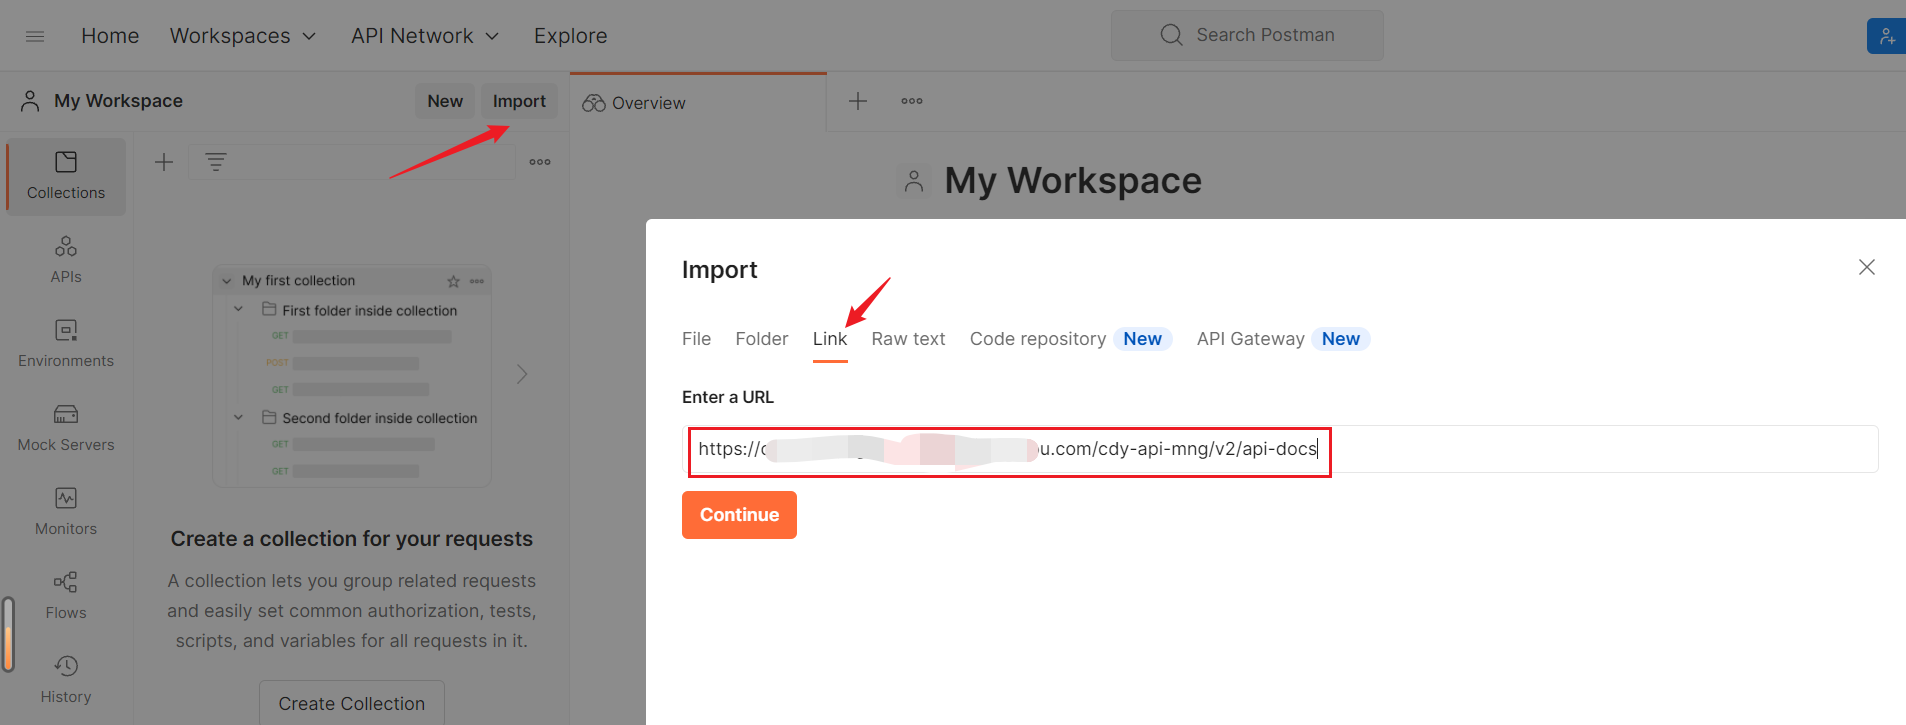 Home Workspaces API Network Explore Search Postman
My Workspace New Import
Overview
Collections
APIs
Environments
Mock Servers
Monitors
Flows
History
My first collection
First folder inside collection
GET
POST
GET
Second folder inside collection
GET
GET
Create a collection for your requests
A collection lets you group related requests
and easily set common authorization, tests,
scripts, and variables for all requests in it.
Create Collection
My Workspace
Import
File Folder Link Raw text Code repository New API Gateway New
Enter a URL
https:// u.com/cdy-api-mng/v2/api-docs
Continue